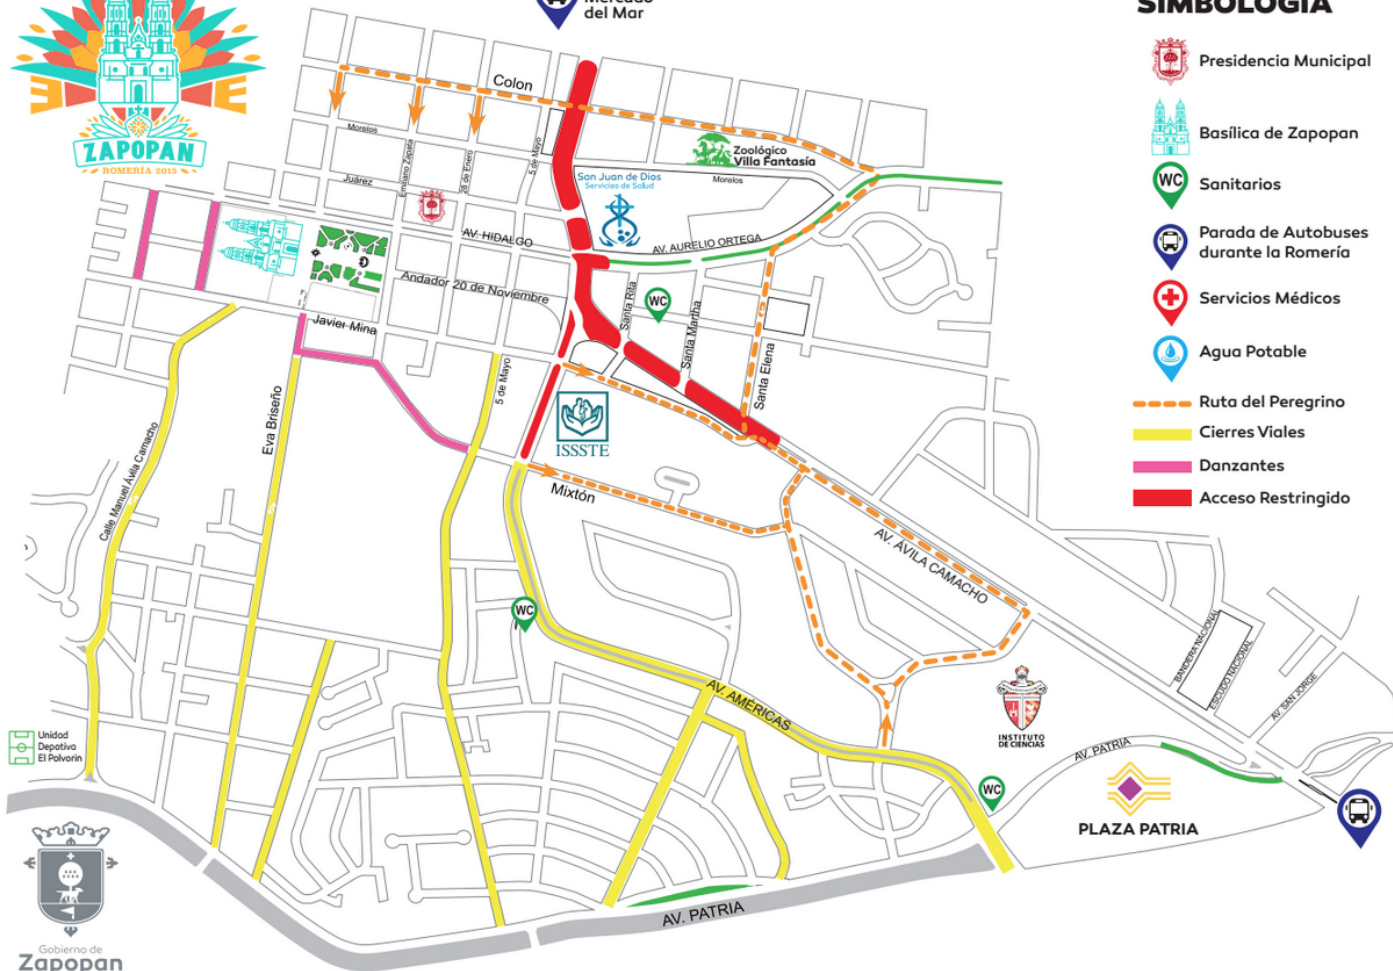 Mercado
del Mar
SIMBOLOGÍA
Presidencia Municipal
Basílica de Zapopan
WC
Sanitarios
Parada de Autobuses
durante la Romería
Servicios Médicos
Agua Potable
Ruta del Peregrino
Cierres Viales
Danzantes
Acceso Restringido
ZAPOPAN
ROMERÍA 2015
Colon
Morelos
Emiliano Zapata
28 de Enero
5 de Mayo
Juárez
Zoológico
Villa Fantasía
Morelos
San Juan de Dios
Servicios de Salud
AV. HIDALGO
AV. AURELIO ORTEGA
Andador 20 de Noviembre
Santa Rita
WC
Santa Martha
Javier Mina
Santa Elena
5 de Mayo
Eva Briseño
ISSSTE
Calle Manuel Ávila Camacho
Mixtón
AV. ÁVILA CAMACHO
WC
BANDERA NACIONAL
ESCUDO NACIONAL
AV. SAN JORGE
AV. AMÉRICAS
INSTITUTO
DE CIENCIAS
AV. PATRIA
Unidad
Depotiva
El Polvorín
WC
PLAZA PATRIA
AV. PATRIA
Gobierno de
Zapopan